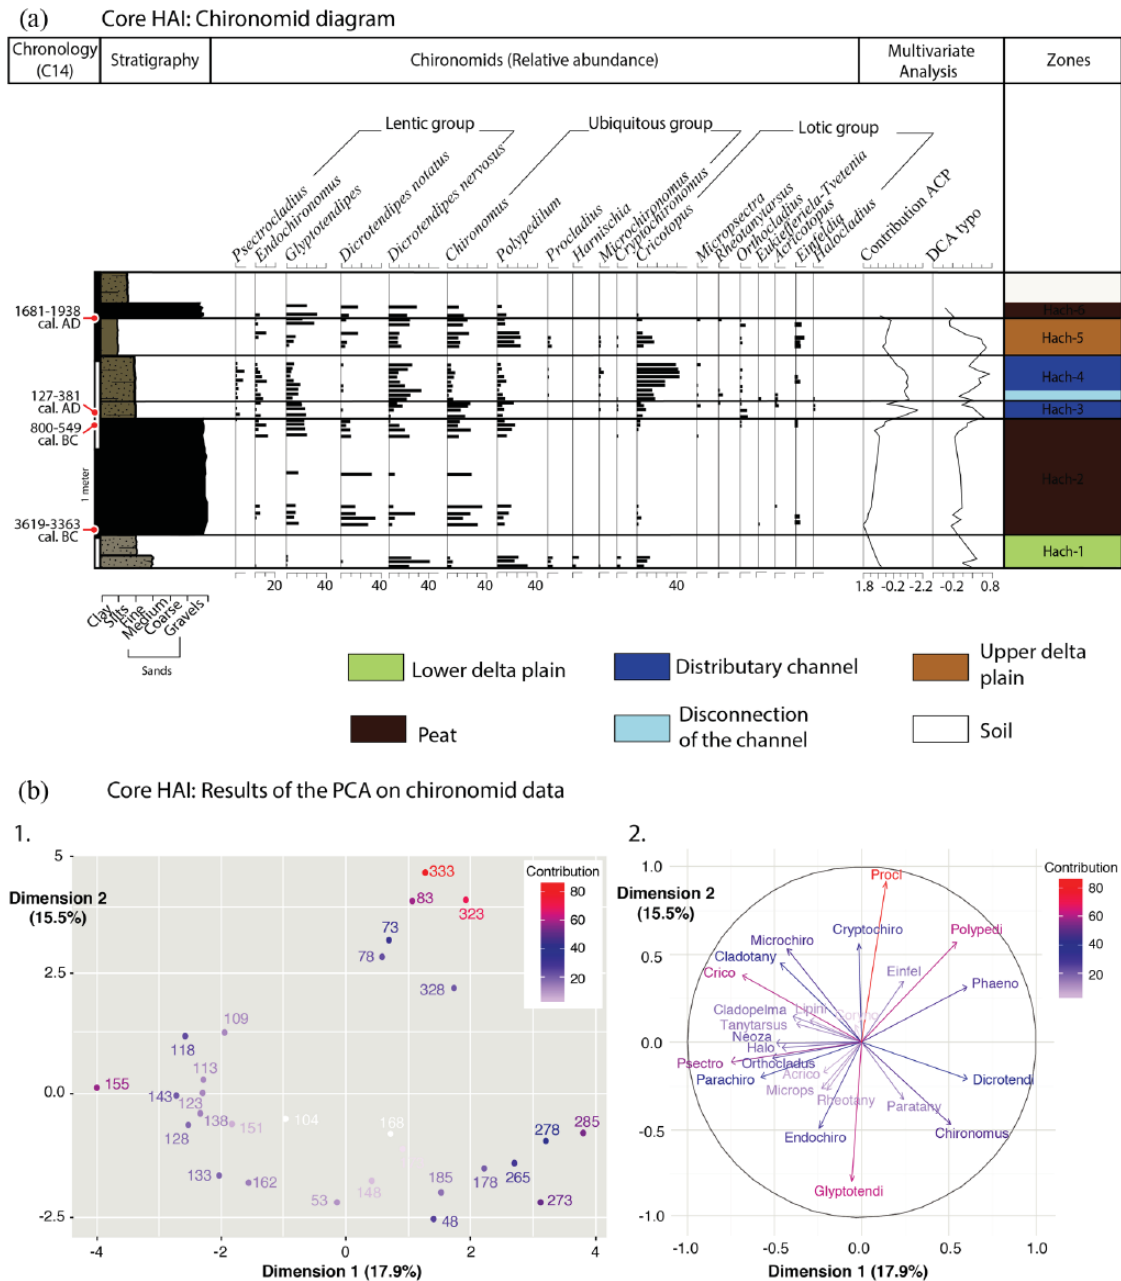 (a) Core HAI: Chironomid diagram
Chronology (C14)
Stratigraphy
Chironomids (Relative abundance)
Multivariate Analysis
Zones
Lentic group
Ubiquitous group
Lotic group
Psectrocladius
Endochironomus
Glyptotendipes
Dicrotendipes notatus
Dicrotendipes nervosus
Chironomus
Polypedilum
Procladius
Harnischia
Microchironomus
Cryptochironomus
Cricotopus
Micropsectra
Rheotanytarsus
Orthocladius
Eukiefferiela-Tvetenia
Acricotopus
Einfeldia
Halocladius
Contribution ACP
DCA typo
1681-1938
cal. AD
127-381
cal. AD
800-549
cal. BC
1 meter
3619-3363
cal. BC
Hach-6
Hach-5
Hach-4
Hach-3
Hach-2
Hach-1
20 40 40 40 40 40 40 1.8 -0.2 -2.2 -0.2 0.8
Clay
Silts
Fine
Medium
Coarse
Gravels
Sands
Lower delta plain
Distributary channel
Upper delta
plain
Peat
Disconnection
of the channel
Soil
(b) Core HAI: Results of the PCA on chironomid data
1.
5
2.5
0.0
-2.5
Dimension 2
(15.5%)
Contribution
80
60
40
20
333
83
323
73
78
328
109
118
113
155
143
123
138
151
128
104
168
133
162
53
148
185
48
178
265
278
285
273
-4 -2 0 2 4
Dimension 1 (17.9%)
2.
1.0
0.5
0.0
-0.5
-1.0
Dimension 2
(15.5%)
Contribution
80
60
40
20
Procl
Cryptochiro
Polypedi
Microchiro
Cladotany
Crico
Einfel
Phaeno
Cladopelma
Lipini
Tanytarsus
Neoza
Halo
Psectro
Orthocladus
Parachiro
Acrico
Microps
Rheotany
Paratany
Dicrotendi
Endochiro
Chironomus
Glyptotendi
-1.0 -0.5 0.0 0.5 1.0
Dimension 1 (17.9%)